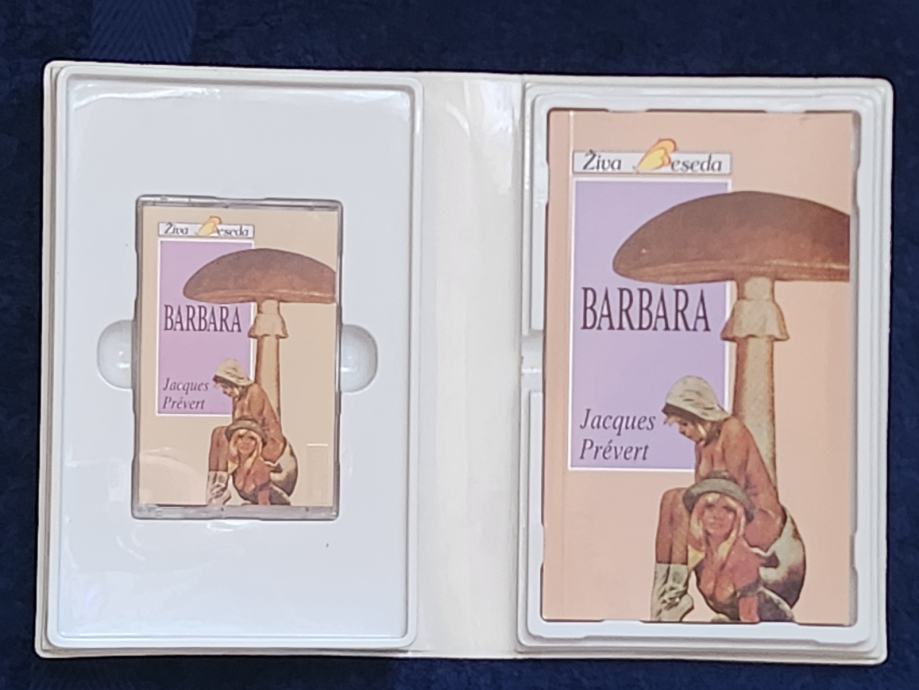 Živa Beseda
BARBARA
Jacques
Prévert
Živa Beseda
BARBARA
Jacques
Prévert